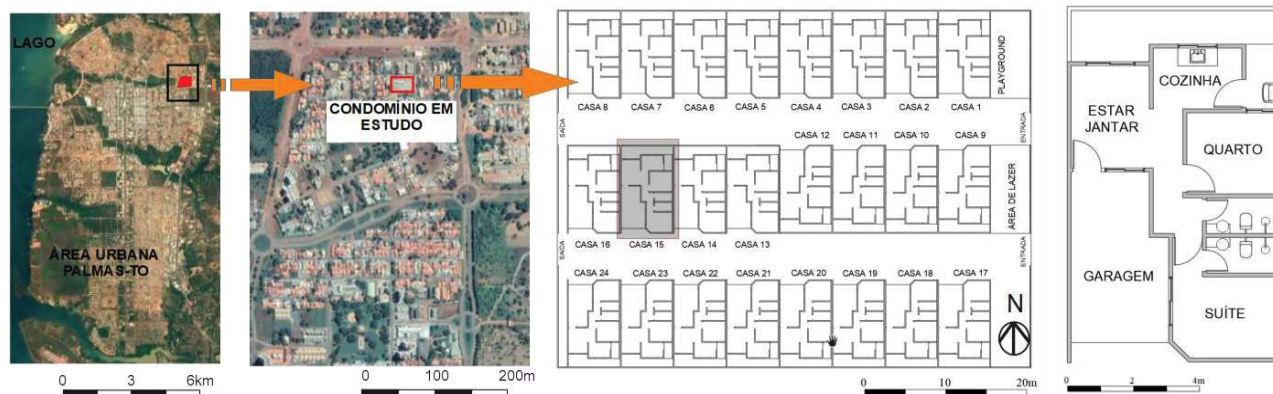 LAGO
ÁREA URBANA
PALMAS-TO
0 3 6km
CONDOMÍNIO EM
ESTUDO
0 100 200m
CASA 8 CASA 7 CASA 6 CASA 5 CASA 4 CASA 3 CASA 2 CASA 1
PLAYGROUND
SAÍDA
ENTRADA
CASA 12 CASA 11 CASA 10 CASA 9
ÁREA DE LAZER
CASA 16 CASA 15 CASA 14 CASA 13
SAÍDA
ENTRADA
CASA 24 CASA 23 CASA 22 CASA 21 CASA 20 CASA 19 CASA 18 CASA 17
N
0 10 20m
COZINHA
ESTAR
JANTAR
QUARTO
GARAGEM
SUÍTE
0 2 4m